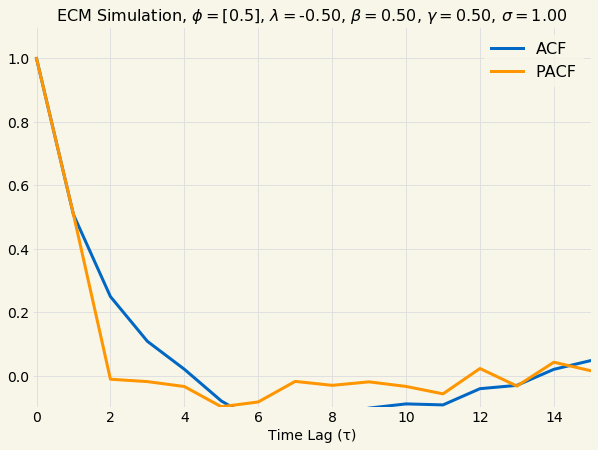 ECM Simulation, ϕ = [0.5], λ = -0.50, β = 0.50, γ = 0.50, σ = 1.00
ACF
PACF
1.0
0.8
0.6
0.4
0.2
0.0
0 2 4 6 8 10 12 14
Time Lag (τ)